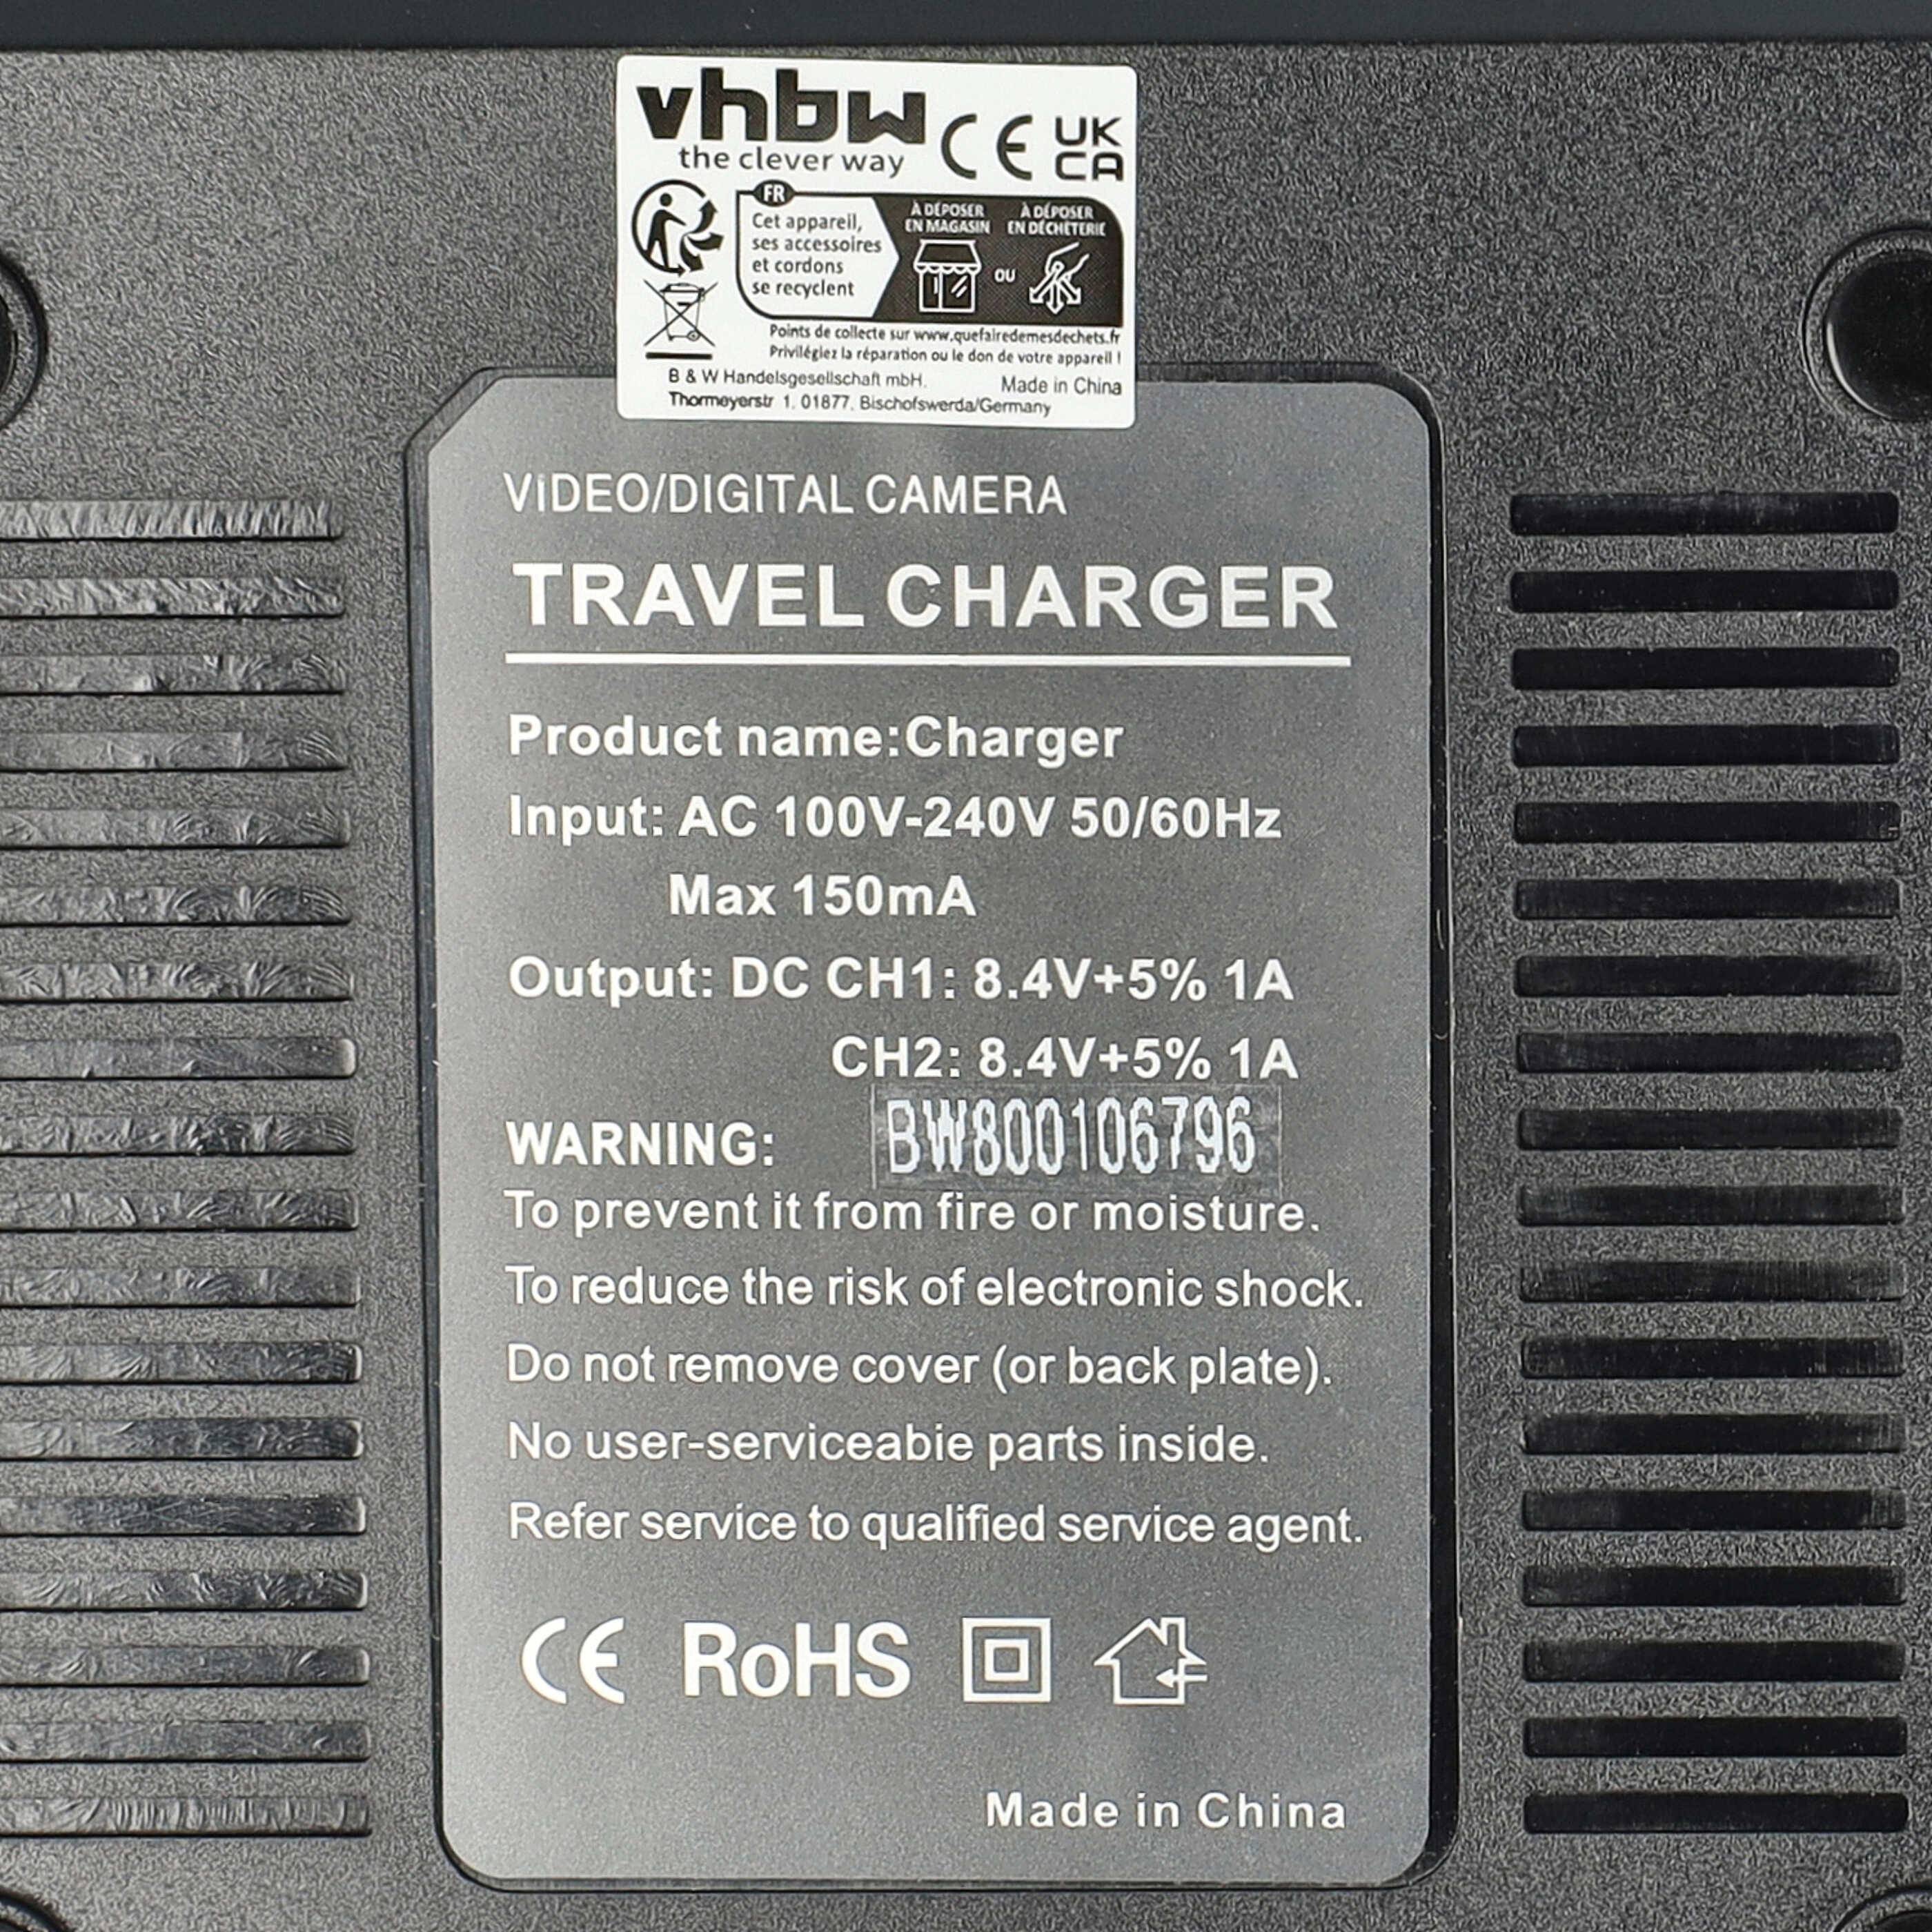 vhbw
the clever way
CE
UK
CA
FR
Cet appareil,
ses accessoires
et cordons
se recyclent
À DÉPOSER
EN MAGASIN
OU
À DÉPOSER
EN DÉCHÈTERIE
Points de collecte sur www.quefairedemesdechets.fr
Privilégiez la réparation ou le don de votre appareil !
B & W Handelsgesellschaft mbH.
Made in China
Thormeyerstr 1, 01877, Bischofswerda/Germany
ViDEO/DIGITAL CAMERA
TRAVEL CHARGER
Product name:Charger
Input: AC 100V-240V 50/60Hz
Max 150mA
Output: DC CH1: 8.4V+5% 1A
CH2: 8.4V+5% 1A
BW800106796
WARNING:
To prevent it from fire or moisture.
To reduce the risk of electronic shock.
Do not remove cover (or back plate).
No user-serviceabie parts inside.
Refer service to qualified service agent.
CE RoHS
Made in China